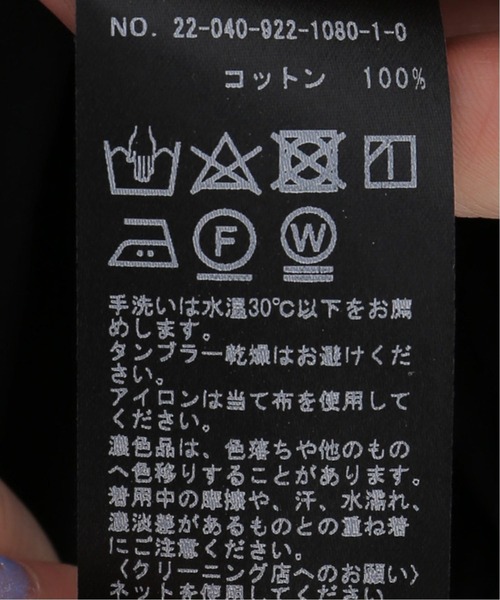 NO. 22-040-922-1080-1-0
コットン 100%
F W
手洗いは水温30℃以下をお薦
めします。
タンブラー乾燥はお避けくだ
さい。
アイロンは当て布を使用して
ください。
濃色品は、色落ちや他のもの
へ色移りすることがあります。
着用中の摩擦や、汗、水濡れ、
濃淡差があるものとの重ね着
にご注意ください。
〈クリーニング店へのお願い〉
ネットを使用してください